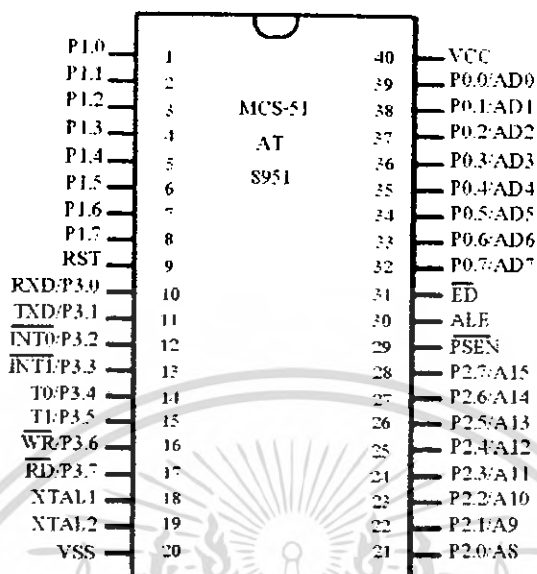 P1.0 1 40 VCC
P1.1 2 39 P0.0/AD0
P1.2 3 MCS-51 38 P0.1/AD1
P1.3 4 AT 37 P0.2/AD2
P1.4 5 8951 36 P0.3/AD3
P1.5 6 35 P0.4/AD4
P1.6 7 34 P0.5/AD5
P1.7 8 33 P0.6/AD6
RST 9 32 P0.7/AD7
RXD/P3.0 10 31 ED
TXD/P3.1 11 30 ALE
INT0/P3.2 12 29 PSEN
INT1/P3.3 13 28 P2.7/A15
T0/P3.4 14 27 P2.6/A14
T1/P3.5 15 26 P2.5/A13
WR/P3.6 16 25 P2.4/A12
RD/P3.7 17 24 P2.3/A11
XTAL1 18 23 P2.2/A10
XTAL2 19 22 P2.1/A9
VSS 20 21 P2.0/A8